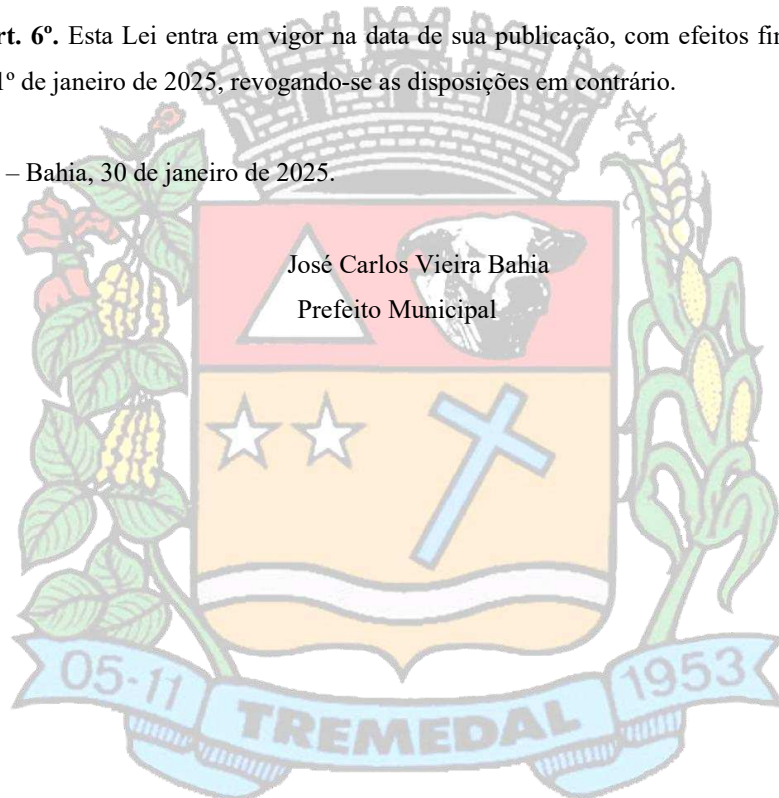 rt. 6º. Esta Lei entra em vigor na data de sua publicação, com efeitos fin
1º de janeiro de 2025, revogando-se as disposições em contrário.
– Bahia, 30 de janeiro de 2025.
José Carlos Vieira Bahia
Prefeito Municipal
05-11 1953
TREMEDAL